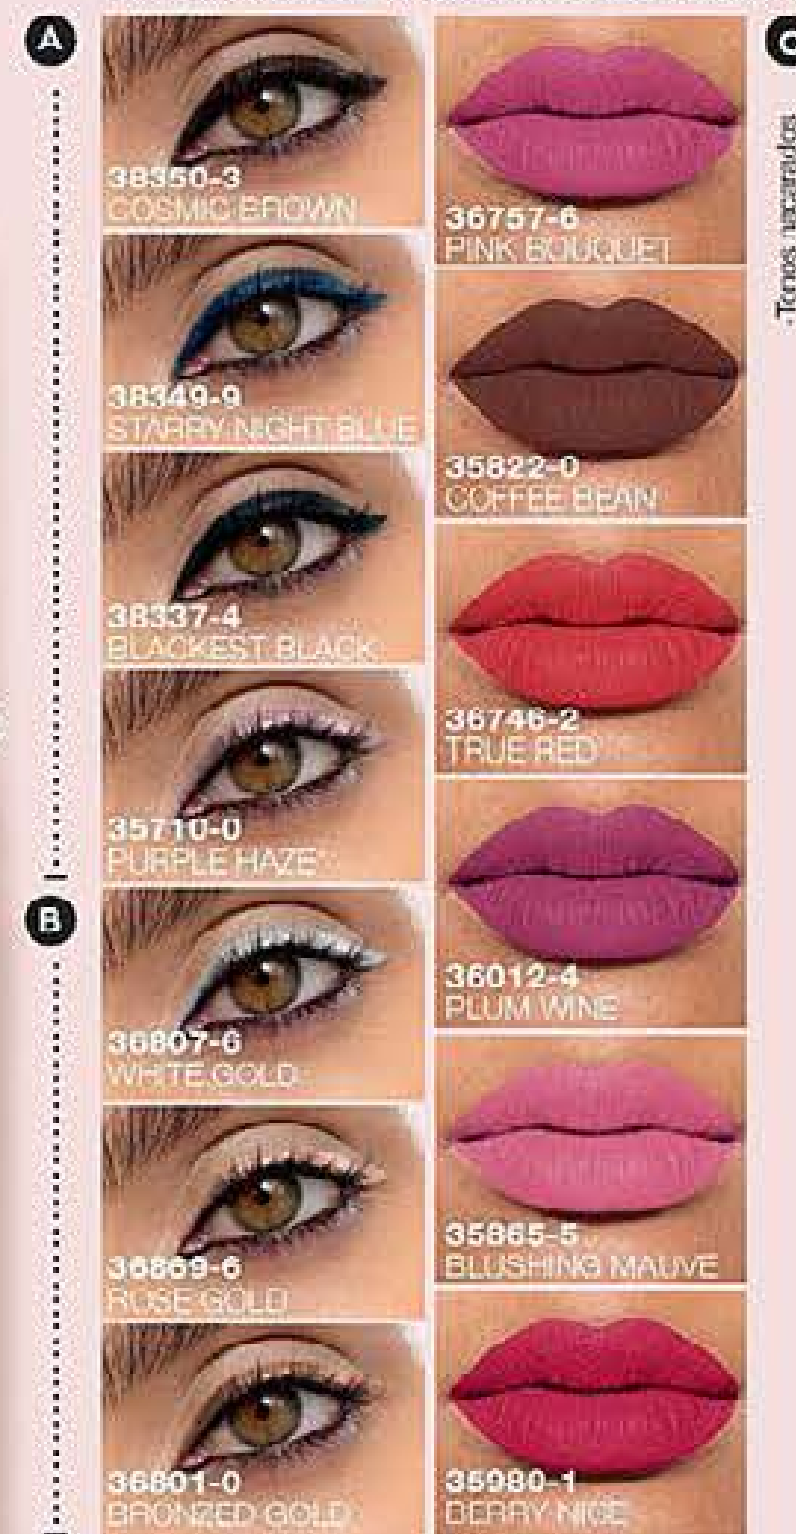 A
38350-3
COSMIC BROWN
38349-9
STARRY NIGHT BLUE
38337-4
BLACKEST BLACK
35710-0
PURPLE HAZE*
B
36807-6
WHITE GOLD
36869-6
ROSE GOLD
36801-0
BRONZED GOLD
36757-6
PINK BOUQUET
35822-0
COFFEE BEAN
36746-2
TRUE RED
36012-4
PLUM WINE
35865-5
BLUSHING MAUVE
35980-1
BERRY NICE
C
•Tonos nacarados